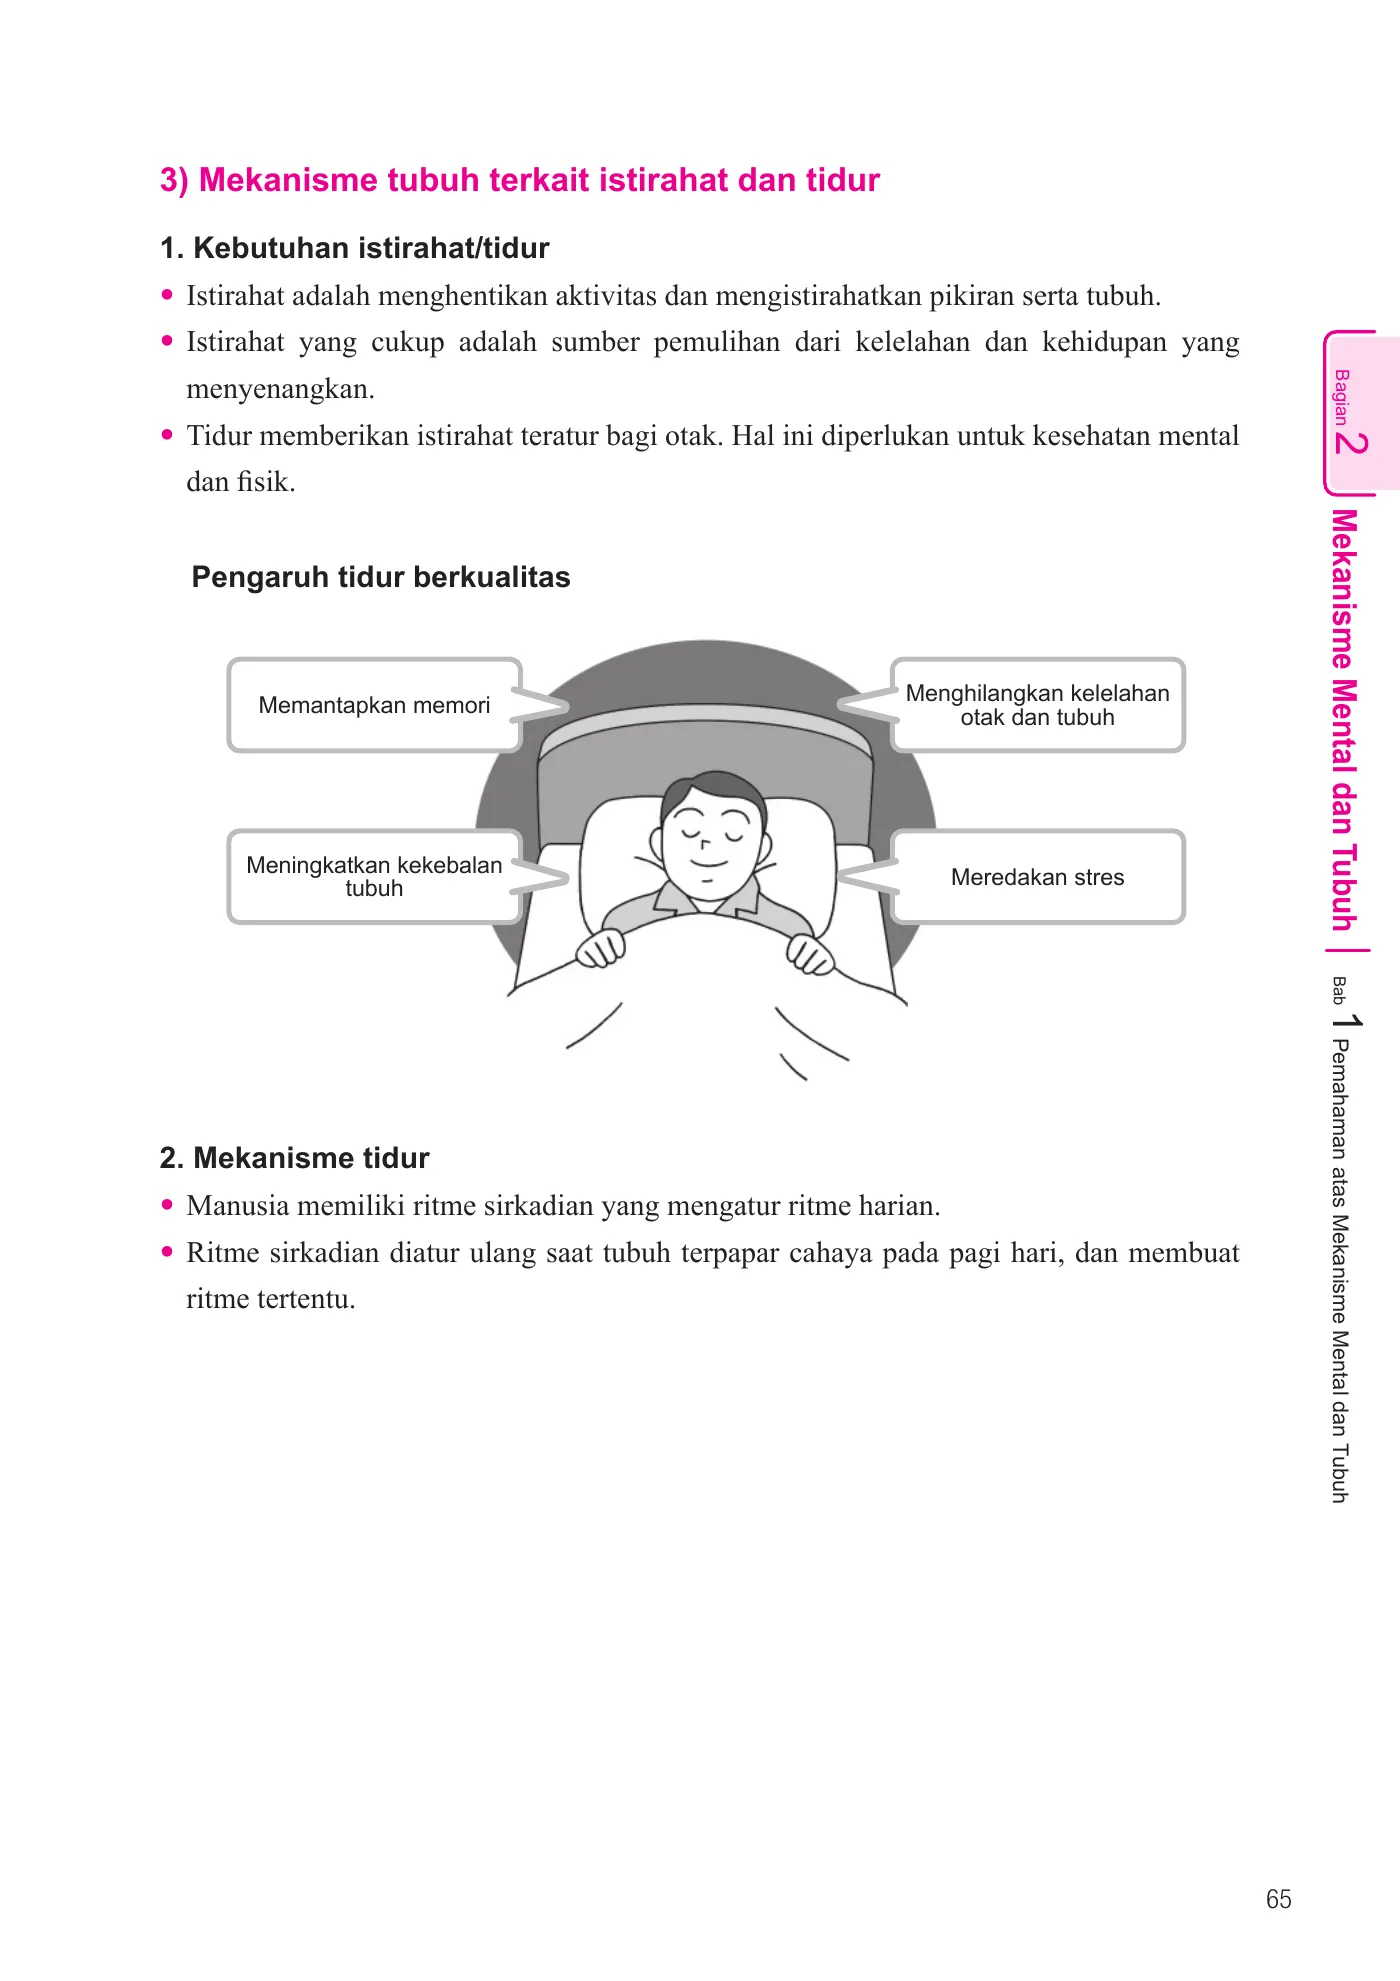 3) Mekanisme tubuh terkait istirahat dan tidur
1. Kebutuhan istirahat/tidur
• Istirahat adalah menghentikan aktivitas dan mengistirahatkan pikiran serta tubuh.
• Istirahat yang cukup adalah sumber pemulihan dari kelelahan dan kehidupan yang
menyenangkan.
• Tidur memberikan istirahat teratur bagi otak. Hal ini diperlukan untuk kesehatan mental
dan fisik.
Pengaruh tidur berkualitas
Memantapkan memori
Menghilangkan kelelahan
otak dan tubuh
Meningkatkan kekebalan
tubuh
Meredakan stres
2. Mekanisme tidur
• Manusia memiliki ritme sirkadian yang mengatur ritme harian.
• Ritme sirkadian diatur ulang saat tubuh terpapar cahaya pada pagi hari, dan membuat
ritme tertentu.
Bagian 2 Mekanisme Mental dan Tubuh
Bab 1 Pemahaman atas Mekanisme Mental dan Tubuh
65